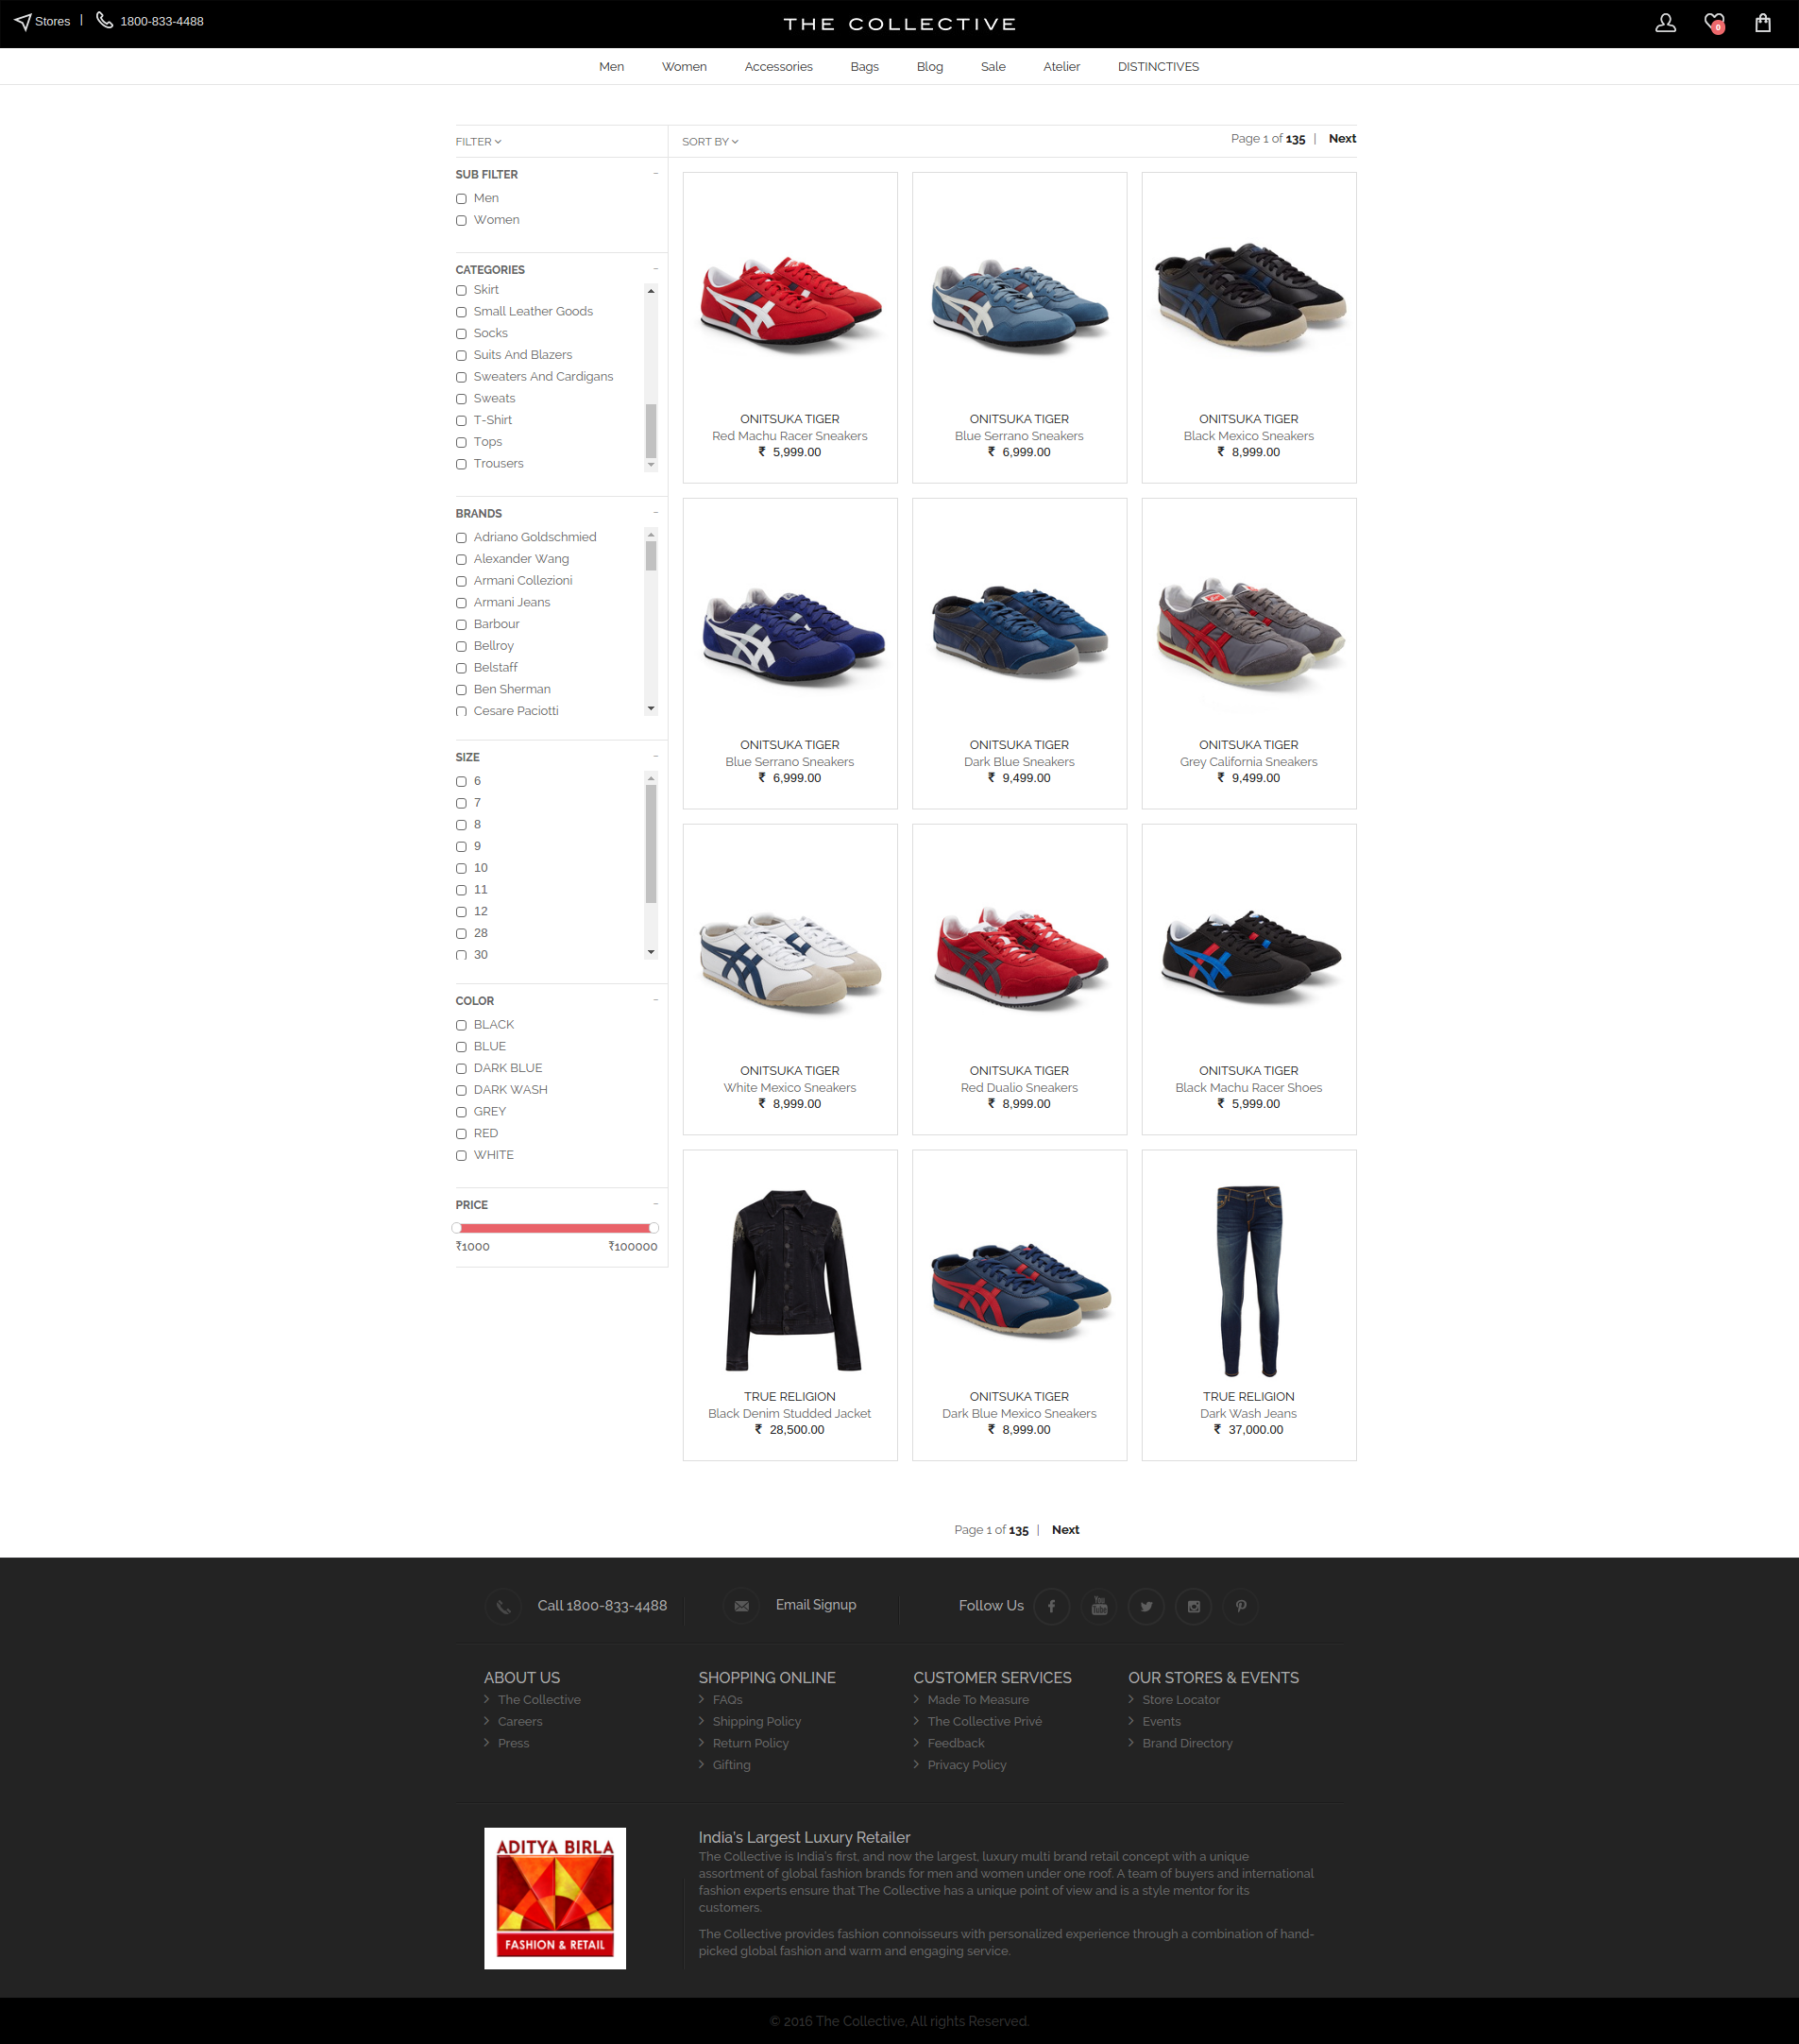 Stores | 1800-833-4488
THE COLLECTIVE
0
Men Women Accessories Bags Blog Sale Atelier DISTINCTIVES
FILTER
SORT BY
Page 1 of 135 | Next
SUB FILTER
Men
Women
CATEGORIES
Skirt
Small Leather Goods
Socks
Suits And Blazers
Sweaters And Cardigans
Sweats
T-Shirt
Tops
Trousers
BRANDS
Adriano Goldschmied
Alexander Wang
Armani Collezioni
Armani Jeans
Barbour
Bellroy
Belstaff
Ben Sherman
Cesare Paciotti
SIZE
6
7
8
9
10
11
12
28
30
COLOR
BLACK
BLUE
DARK BLUE
DARK WASH
GREY
RED
WHITE
PRICE
₹1000 ₹100000
ONITSUKA TIGER
Red Machu Racer Sneakers
₹ 5,999.00
ONITSUKA TIGER
Blue Serrano Sneakers
₹ 6,999.00
ONITSUKA TIGER
Black Mexico Sneakers
₹ 8,999.00
ONITSUKA TIGER
Blue Serrano Sneakers
₹ 6,999.00
ONITSUKA TIGER
Dark Blue Sneakers
₹ 9,499.00
ONITSUKA TIGER
Grey California Sneakers
₹ 9,499.00
ONITSUKA TIGER
White Mexico Sneakers
₹ 8,999.00
ONITSUKA TIGER
Red Dualio Sneakers
₹ 8,999.00
ONITSUKA TIGER
Black Machu Racer Shoes
₹ 5,999.00
TRUE RELIGION
Black Denim Studded Jacket
₹ 28,500.00
ONITSUKA TIGER
Dark Blue Mexico Sneakers
₹ 8,999.00
TRUE RELIGION
Dark Wash Jeans
₹ 37,000.00
Page 1 of 135 | Next
Call 1800-833-4488
Email Signup
Follow Us
You
Tube
ABOUT US
The Collective
Careers
Press
SHOPPING ONLINE
FAQs
Shipping Policy
Return Policy
Gifting
CUSTOMER SERVICES
Made To Measure
The Collective Privé
Feedback
Privacy Policy
OUR STORES & EVENTS
Store Locator
Events
Brand Directory
ADITYA BIRLA
FASHION & RETAIL
India's Largest Luxury Retailer
The Collective is India's first, and now the largest, luxury multi brand retail concept with a unique
assortment of global fashion brands for men and women under one roof. A team of buyers and international
fashion experts ensure that The Collective has a unique point of view and is a style mentor for its
customers.
The Collective provides fashion connoisseurs with personalized experience through a combination of hand-
picked global fashion and warm and engaging service.
© 2016 The Collective, All rights Reserved.